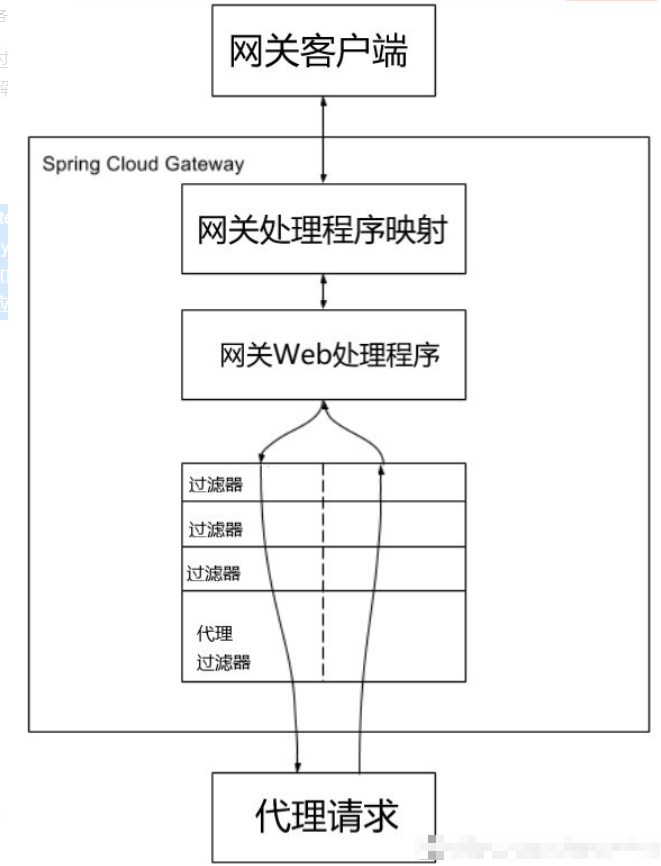 网关客户端
Spring Cloud Gateway
网关处理程序映射
网关Web处理程序
过滤器
过滤器
过滤器
代理
过滤器
代理请求